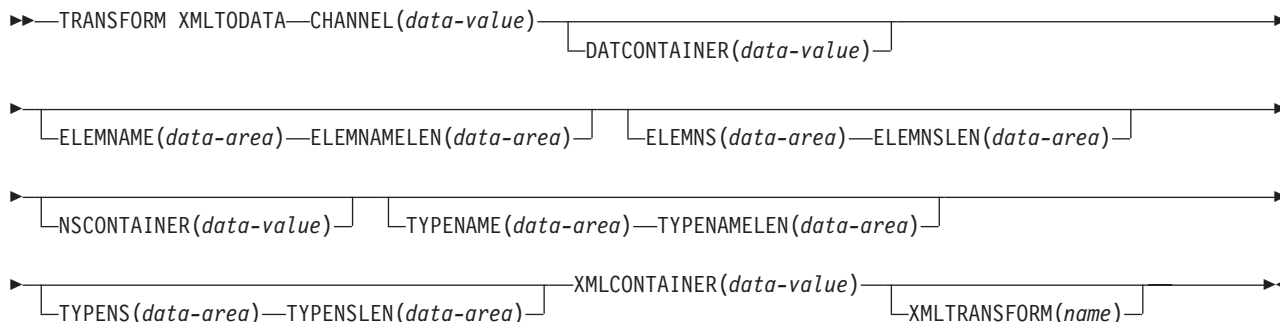 TRANSFORM XMLTODATA CHANNEL(data-value)
DATCONTAINER(data-value)
ELEMNAME(data-area) ELEMNAMELEN(data-area) ELEMNS(data-area) ELEMNSLEN(data-area)
NSCONTAINER(data-value) TYPENAME(data-area) TYPENAMELEN(data-area)
XMLCONTAINER(data-value)
TYPENS(data-area) TYPENSLEN(data-area) XMLTRANSFORM(name)